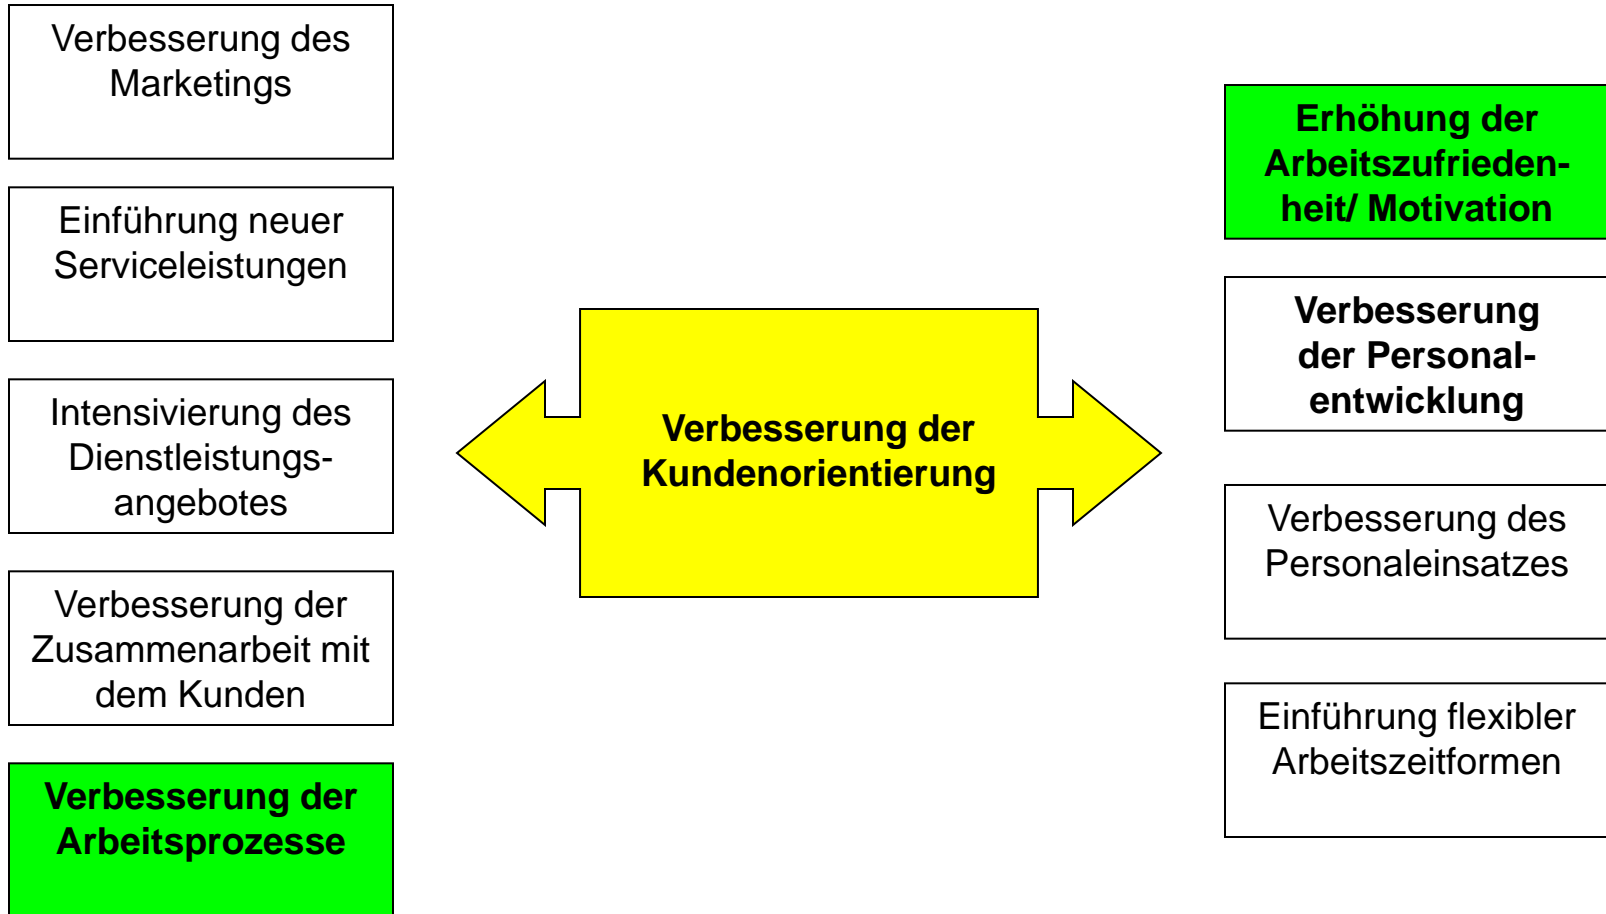 Verbesserung des
Marketings
Einführung neuer
Serviceleistungen
Intensivierung des
Dienstleistungs-
angebotes
Verbesserung der
Zusammenarbeit mit
dem Kunden
Verbesserung der
Arbeitsprozesse
Verbesserung der
Kundenorientierung
Erhöhung der
Arbeitszufrieden-
heit/ Motivation
Verbesserung
der Personal-
entwicklung
Verbesserung des
Personaleinsatzes
Einführung flexibler
Arbeitszeitformen